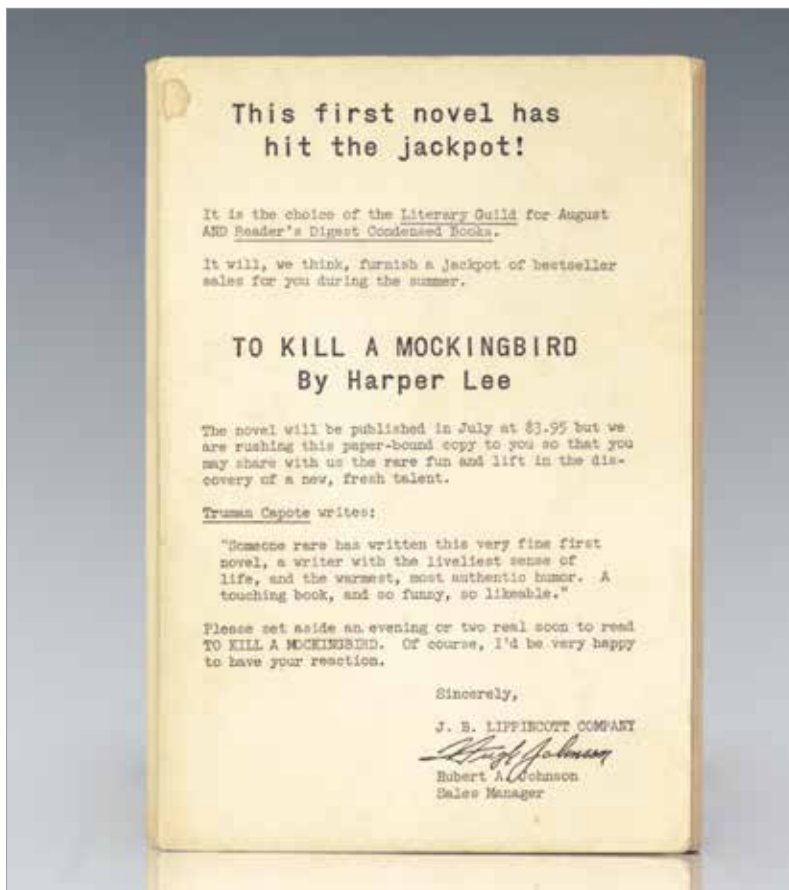 This first novel has
hit the jackpot!
It is the choice of the Literary Guild for August
AND Reader's Digest Condensed Books.
It will, we think, furnish a jackpot of bestseller
sales for you during the summer.
TO KILL A MOCKINGBIRD
By Harper Lee
The novel will be published in July at $3.95 but we
are rushing this paper-bound copy to you so that you
may share with us the rare fun and lift in the dis-
covery of a new, fresh talent.
Truman Capote writes:
"Someone rare has written this very fine first
novel, a writer with the liveliest sense of
life, and the warmest, most authentic humor. A
touching book, and so funny, so likeable."
Please set aside an evening or two real soon to read
TO KILL A MOCKINGBIRD. Of course, I'd be very happy
to have your reaction.
Sincerely,
J. B. LIPPINCOTT COMPANY
Hugh Johnson
Hubert A. Johnson
Sales Manager